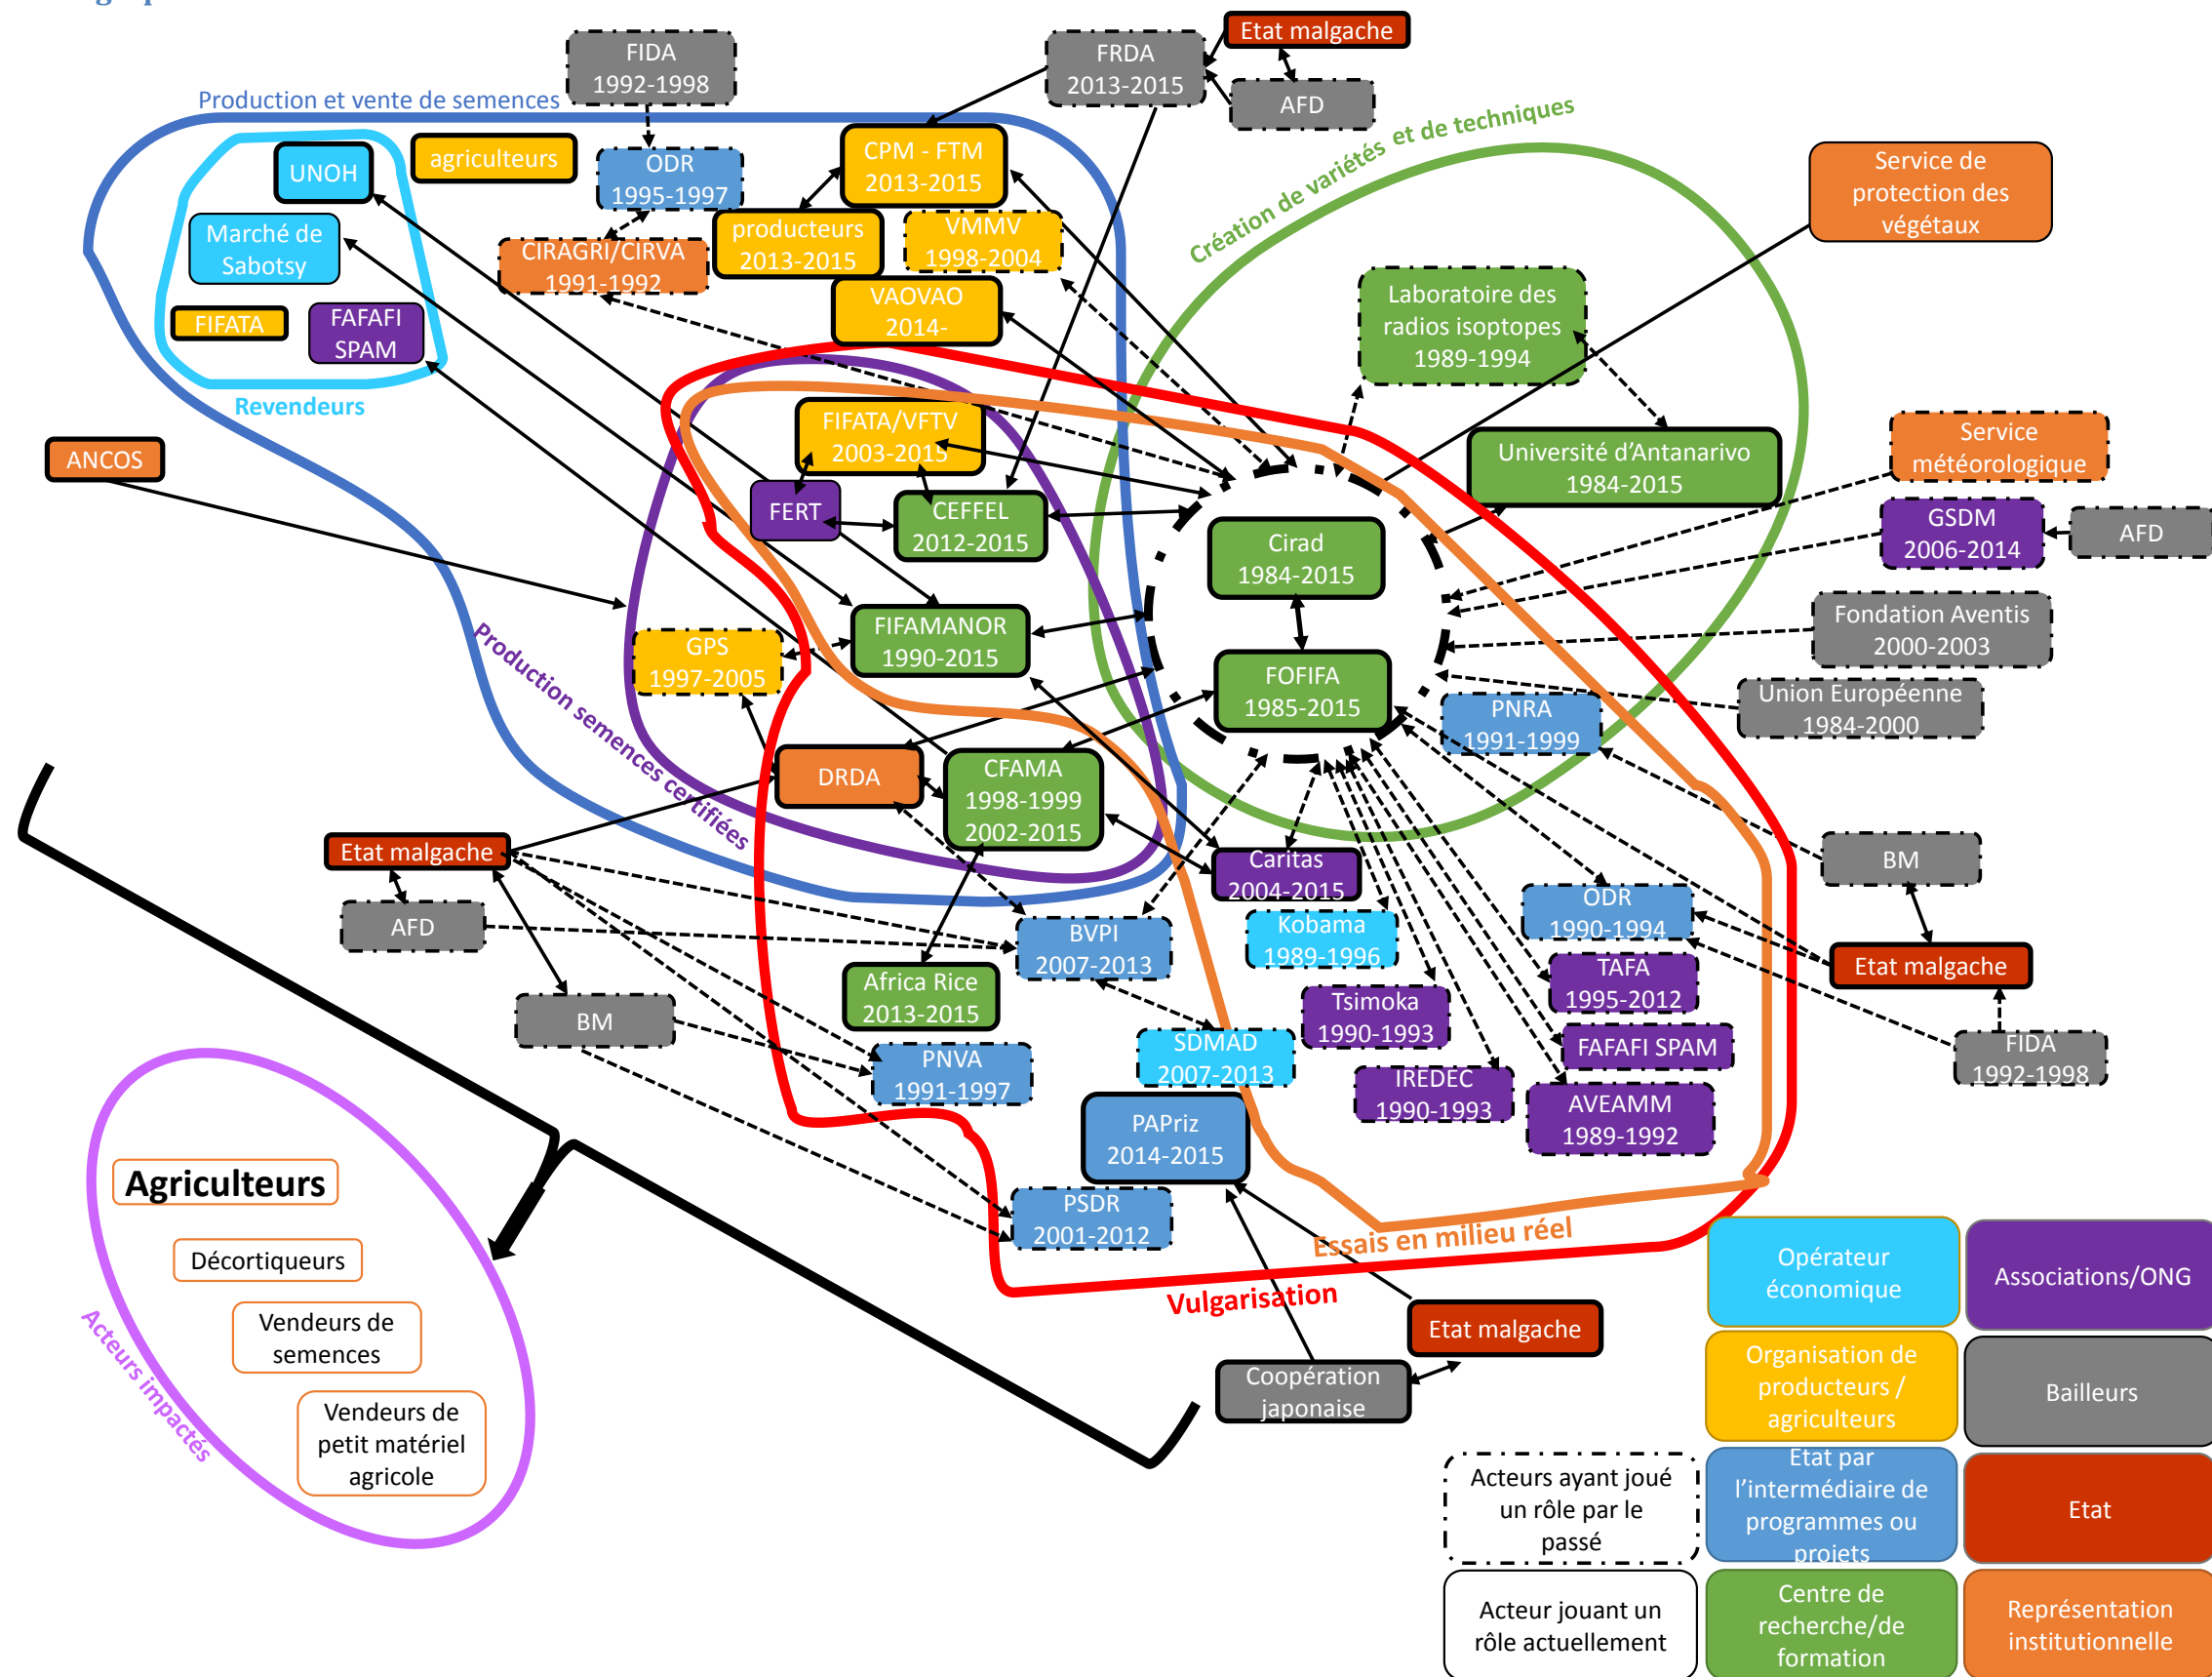 Etat malgache
FIDA
1992-1998
FRDA
2013-2015
AFD
Production et vente de semences
Création de variétés et de techniques
UNOH
agriculteurs
ODR
1995-1997
CPM - FTM
2013-2015
Service de
protection des
végétaux
Marché de
Sabotsy
CIRAGRI/CIRVA
1991-1992
producteurs
2013-2015
VMMV
1998-2004
FIFATA
FAFAFI
SPAM
VAOVAO
2014-
Laboratoire des
radios isoptopes
1989-1994
Revendeurs
ANCOS
FIFATA/VFTV
2003-2015
Université d'Antanarivo
1984-2015
Service
météorologique
FERT
CEFFEL
2012-2015
Cirad
1984-2015
GSDM
2006-2014
AFD
Production semences certifiées
GPS
1997-2005
FIFAMANOR
1990-2015
FOFIFA
1985-2015
Fondation Aventis
2000-2003
Union Européenne
1984-2000
PNRA
1991-1999
DRDA
CFAMA
1998-1999
2002-2015
Etat malgache
AFD
BM
Caritas
2004-2015
Kobama
1989-1996
BVPI
2007-2013
Africa Rice
2013-2015
ODR
1990-1994
BM
Etat malgache
TAFA
1995-2012
Tsimoka
1990-1993
SDMAD
2007-2013
FAFAFI SPAM
FIDA
1992-1998
PNVA
1991-1997
IREDEC
1990-1993
AVEAMM
1989-1992
PAPriz
2014-2015
PSDR
2001-2012
Essais en milieu réel
Vulgarisation
Etat malgache
Coopération
japonaise
Agriculteurs
Décortiqueurs
Vendeurs de
semences
Vendeurs de
petit matériel
agricole
Acteurs impactés
Opérateur
économique
Associations/ONG
Organisation de
producteurs /
agriculteurs
Bailleurs
Acteurs ayant joué
un rôle par le
passé
Etat par
l'intermédiaire de
programmes ou
projets
Etat
Acteur jouant un
rôle actuellement
Centre de
recherche/de
formation
Représentation
institutionnelle